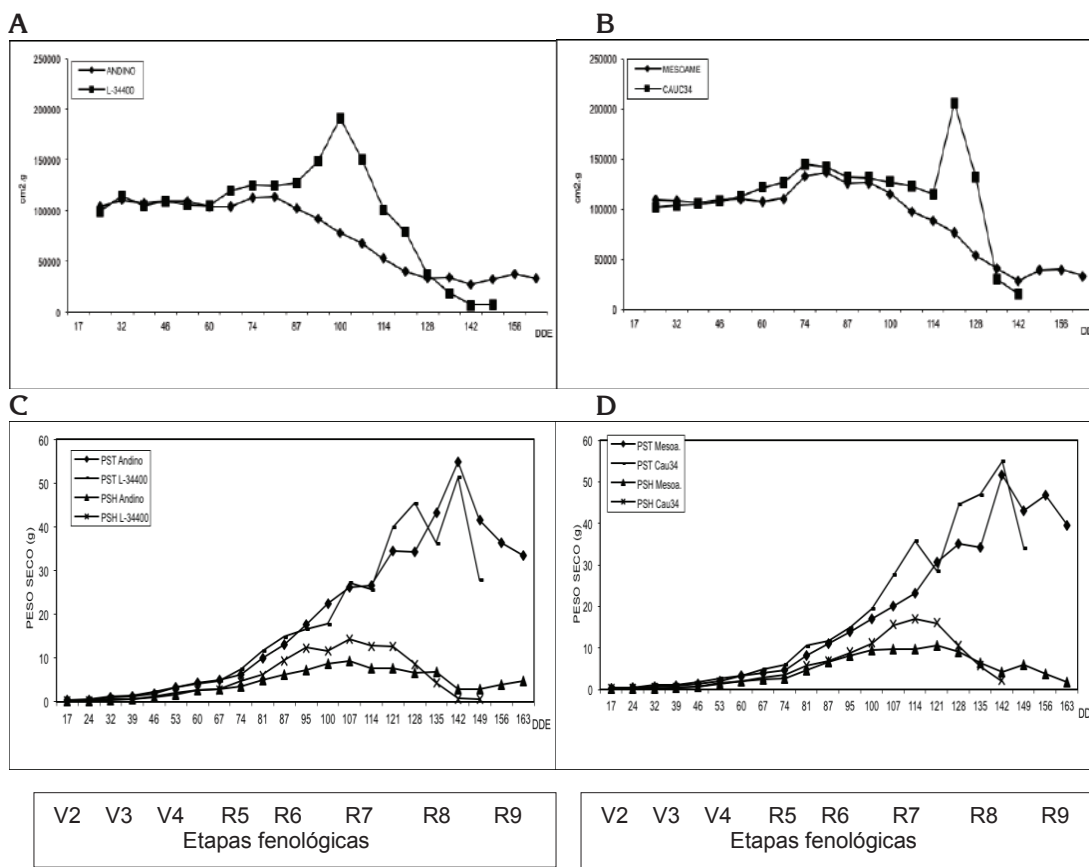 A
250000
200000
150000
100000
50000
0
cm2.g
ANDINO
L-34400
17 32 46 60 74 87 100 114 128 142 156
DDE
B
250000
200000
150000
100000
50000
0
cm2.g
MESOAME
CAUC34
17 32 46 60 74 87 100 114 128 142 156
DE
C
60
50
40
30
20
10
0
PESO SECO (g)
PST Andino
PST L-34400
PSH Andino
PSH L-34400
17 24 32 39 46 53 60 67 74 81 87 95 100 107 114 121 128 135 142 149 156 163
DDE
D
60
50
40
30
20
10
0
PESO SECO (g)
PST Mesoa.
PST Cau34
PSH Mesoa.
PSH Cau34
17 24 32 39 46 53 60 67 74 81 87 95 100 107 114 121 128 135 142 149 156 163
DD
V2 V3 V4 R5 R6 R7 R8 R9
Etapas fenológicas
V2 V3 V4 R5 R6 R7 R8 R9
Etapas fenológicas